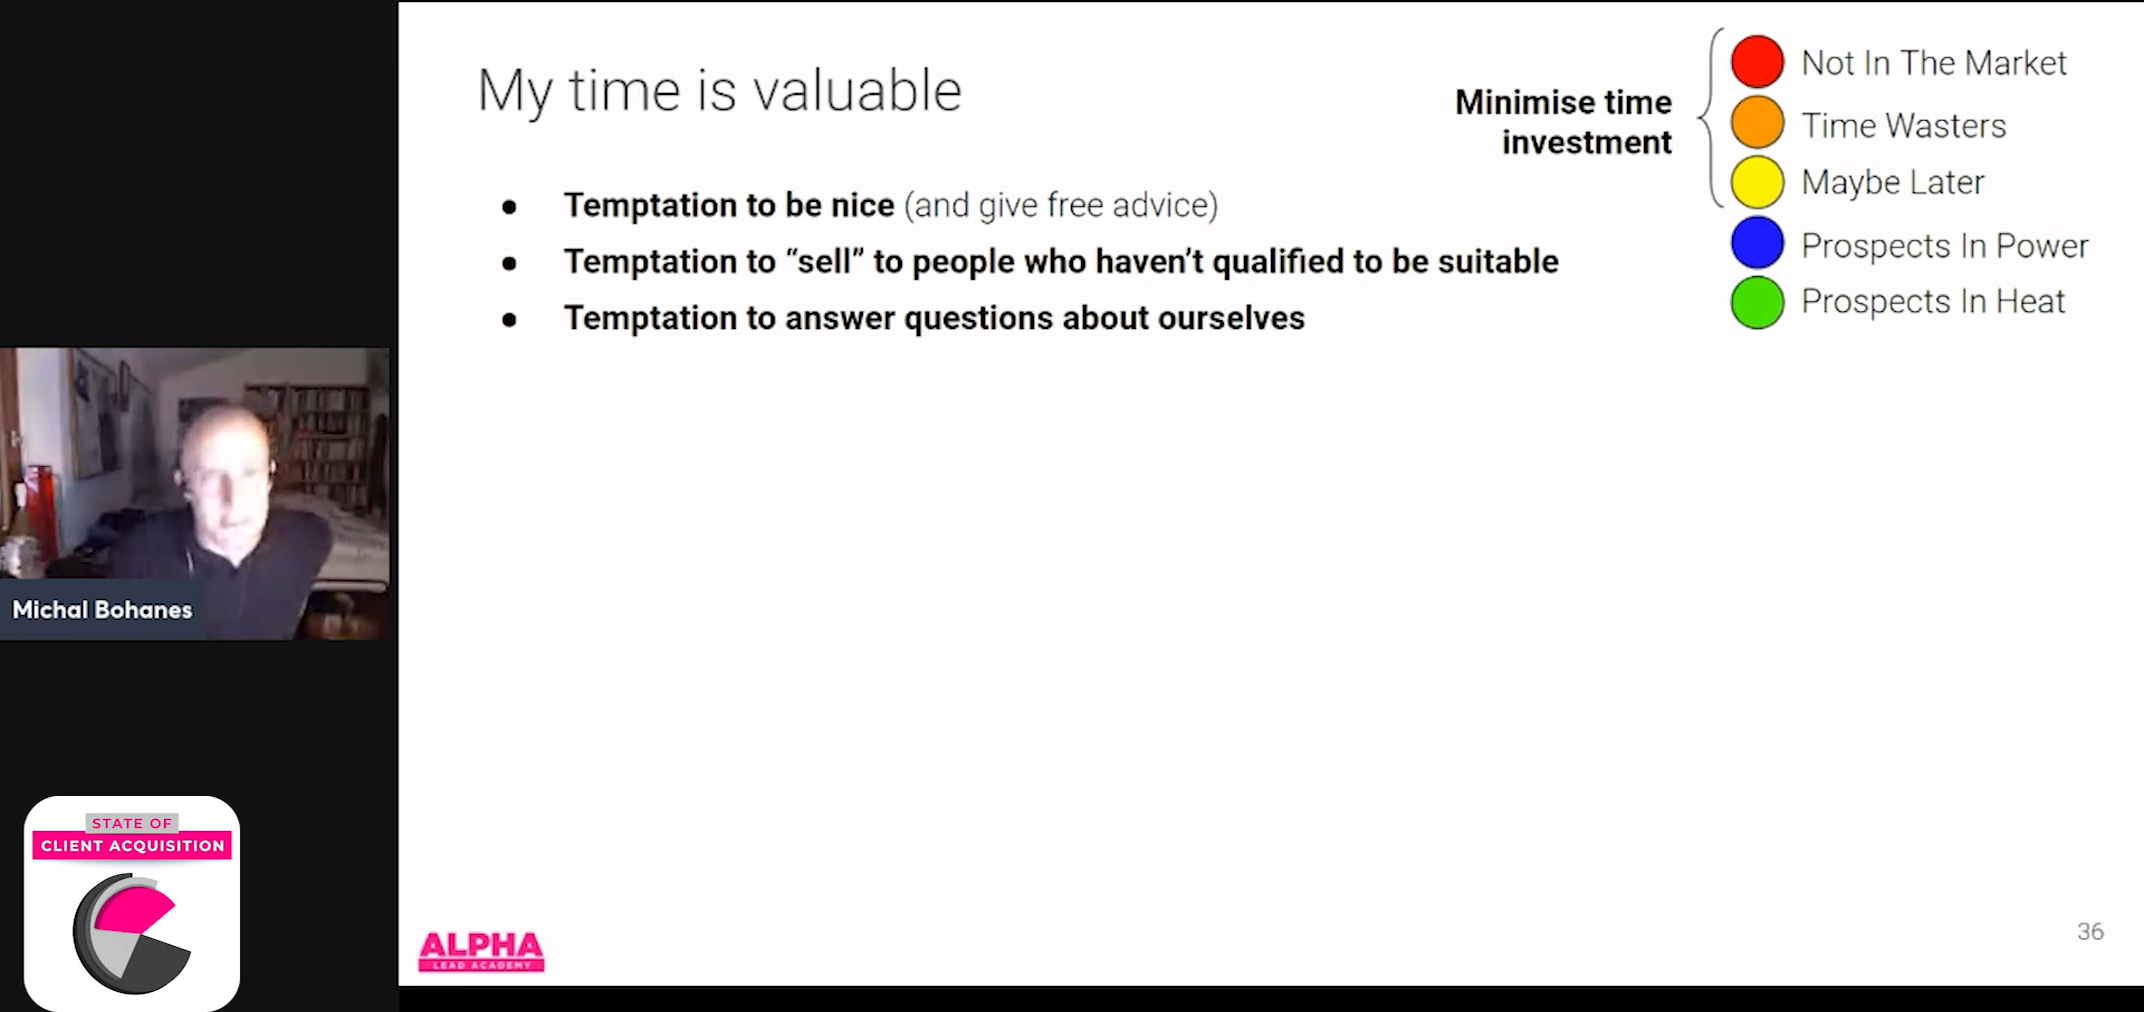 My time is valuable
Minimise time
investment
Not In The Market
Time Wasters
Maybe Later
Prospects In Power
Prospects In Heat
● Temptation to be nice (and give free advice)
● Temptation to “sell” to people who haven’t qualified to be suitable
● Temptation to answer questions about ourselves
Michal Bohanes
STATE OF
CLIENT ACQUISITION
ALPHA
LEAD ACADEMY
36